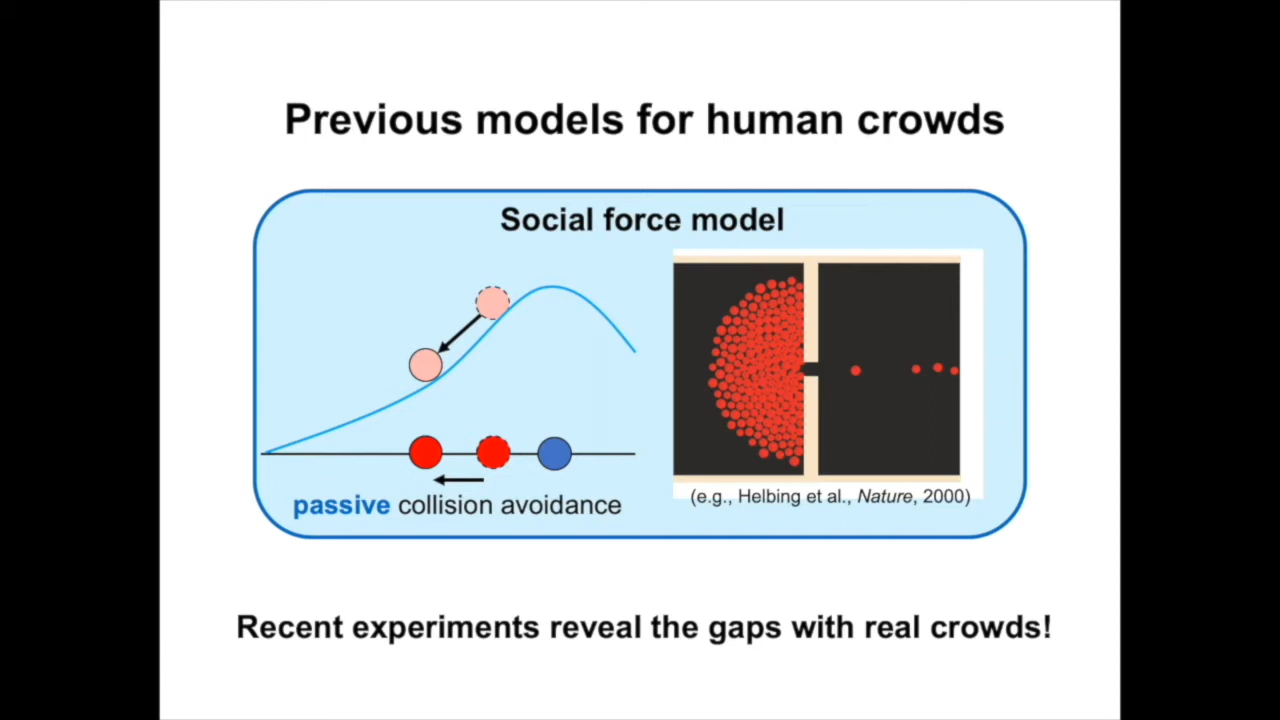 Previous models for human crowds
Social force model
passive collision avoidance
(e.g., Helbing et al., Nature, 2000)
Recent experiments reveal the gaps with real crowds!